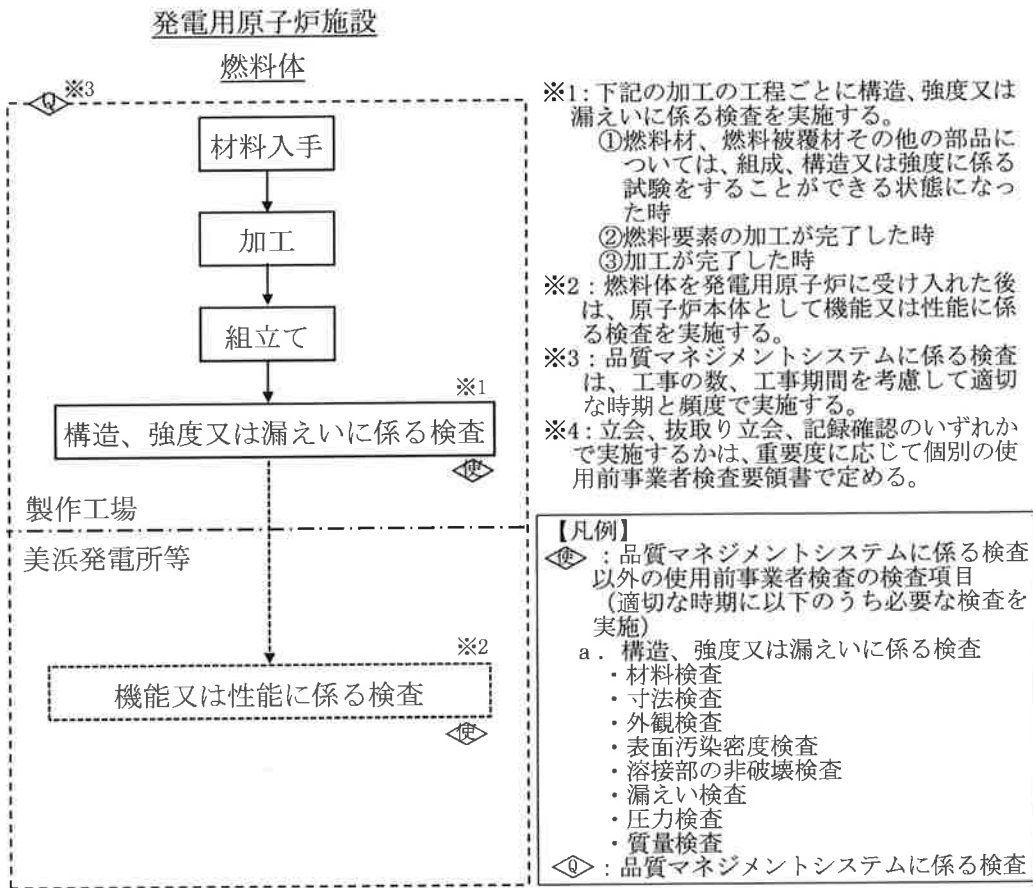 発電用原子炉施設
燃料体
Q ※3
材料入手
加工
組立て
※1
構造、強度又は漏えいに係る検査
使
製作工場
美浜発電所等
※2
機能又は性能に係る検査
使
※1：下記の加工の工程ごとに構造、強度又は
漏えいに係る検査を実施する。
①燃料材、燃料被覆材その他の部品に
ついては、組成、構造又は強度に係る
試験をすることができる状態になっ
た時
②燃料要素の加工が完了した時
③加工が完了した時
※2：燃料体を発電用原子炉に受け入れた後
は、原子炉本体として機能又は性能に係
る検査を実施する。
※3：品質マネジメントシステムに係る検査
は、工事の数、工事期間を考慮して適切
な時期と頻度で実施する。
※4：立会、抜取り立会、記録確認のいずれか
で実施するかは、重要度に応じて個別の使
用前事業者検査要領書で定める。
【凡例】
使：品質マネジメントシステムに係る検査
以外の使用前事業者検査の検査項目
（適切な時期に以下のうち必要な検査を
実施）
a．構造、強度又は漏えいに係る検査
・材料検査
・寸法検査
・外観検査
・表面汚染密度検査
・溶接部の非破壊検査
・漏えい検査
・圧力検査
・質量検査
Q：品質マネジメントシステムに係る検査